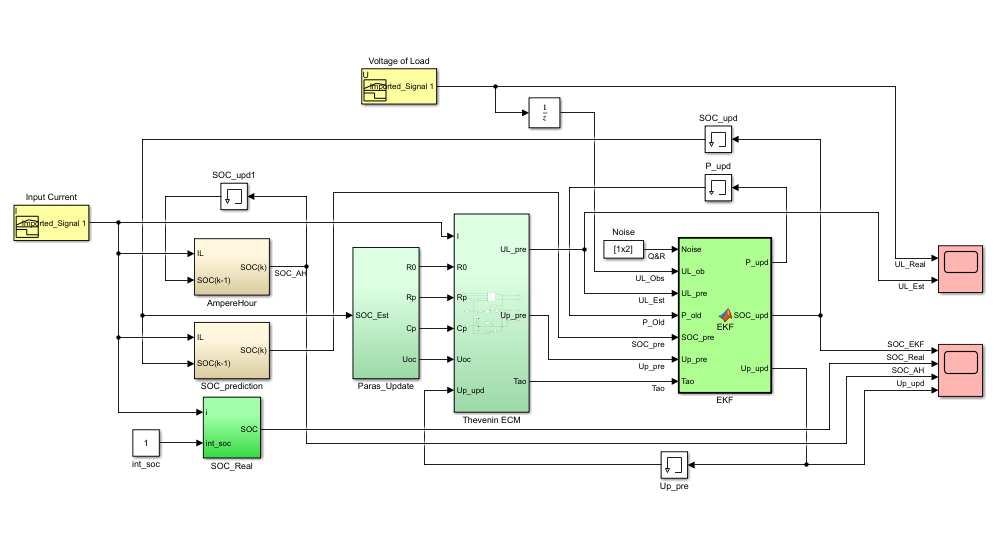 Voltage of Load
U
Imported_Signal 1
1
z
SOC_upd
P_upd
SOC_upd1
Input Current
I
Imported_Signal 1
IL
SOC(k-1)
SOC(k)
SOC_AH
AmpereHour
IL
SOC(k-1)
SOC(k)
SOC_prediction
i
int_soc
SOC
SOC_Real
1
int_soc
SOC_Est
R0
Rp
Cp
Uoc
Paras_Update
I
R0
Rp
Cp
Uoc
Up_upd
UL_pre
Up_pre
Tao
Thevenin ECM
Noise
[1x2]
Q&R
UL_Obs
UL_Est
P_Old
SOC_pre
Up_pre
Tao
Noise
UL_ob
UL_pre
P_old
SOC_pre
Up_pre
Tao
EKF
P_upd
SOC_upd
Up_upd
EKF
UL_Real
UL_Est
SOC_EKF
SOC_Real
SOC_AH
Up_upd
Up_pre